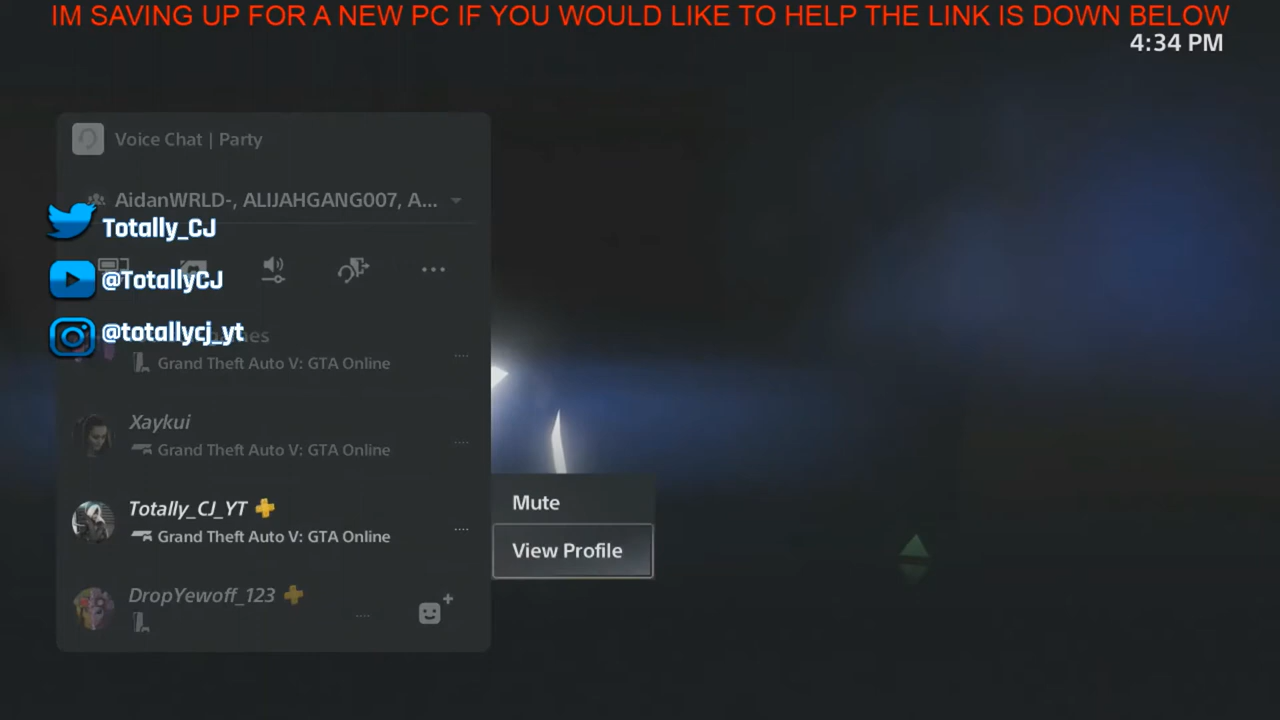 IM SAVING UP FOR A NEW PC IF YOU WOULD LIKE TO HELP THE LINK IS DOWN BELOW
4:34 PM
Voice Chat | Party
AidanWRLD-, ALIJAHGANG007, A...
Totally_CJ
@TotallyCJ
@totallycj_yt
Grand Theft Auto V: GTA Online
Xaykui
Grand Theft Auto V: GTA Online
Totally_CJ_YT
Grand Theft Auto V: GTA Online
Mute
View Profile
DropYewoff_123